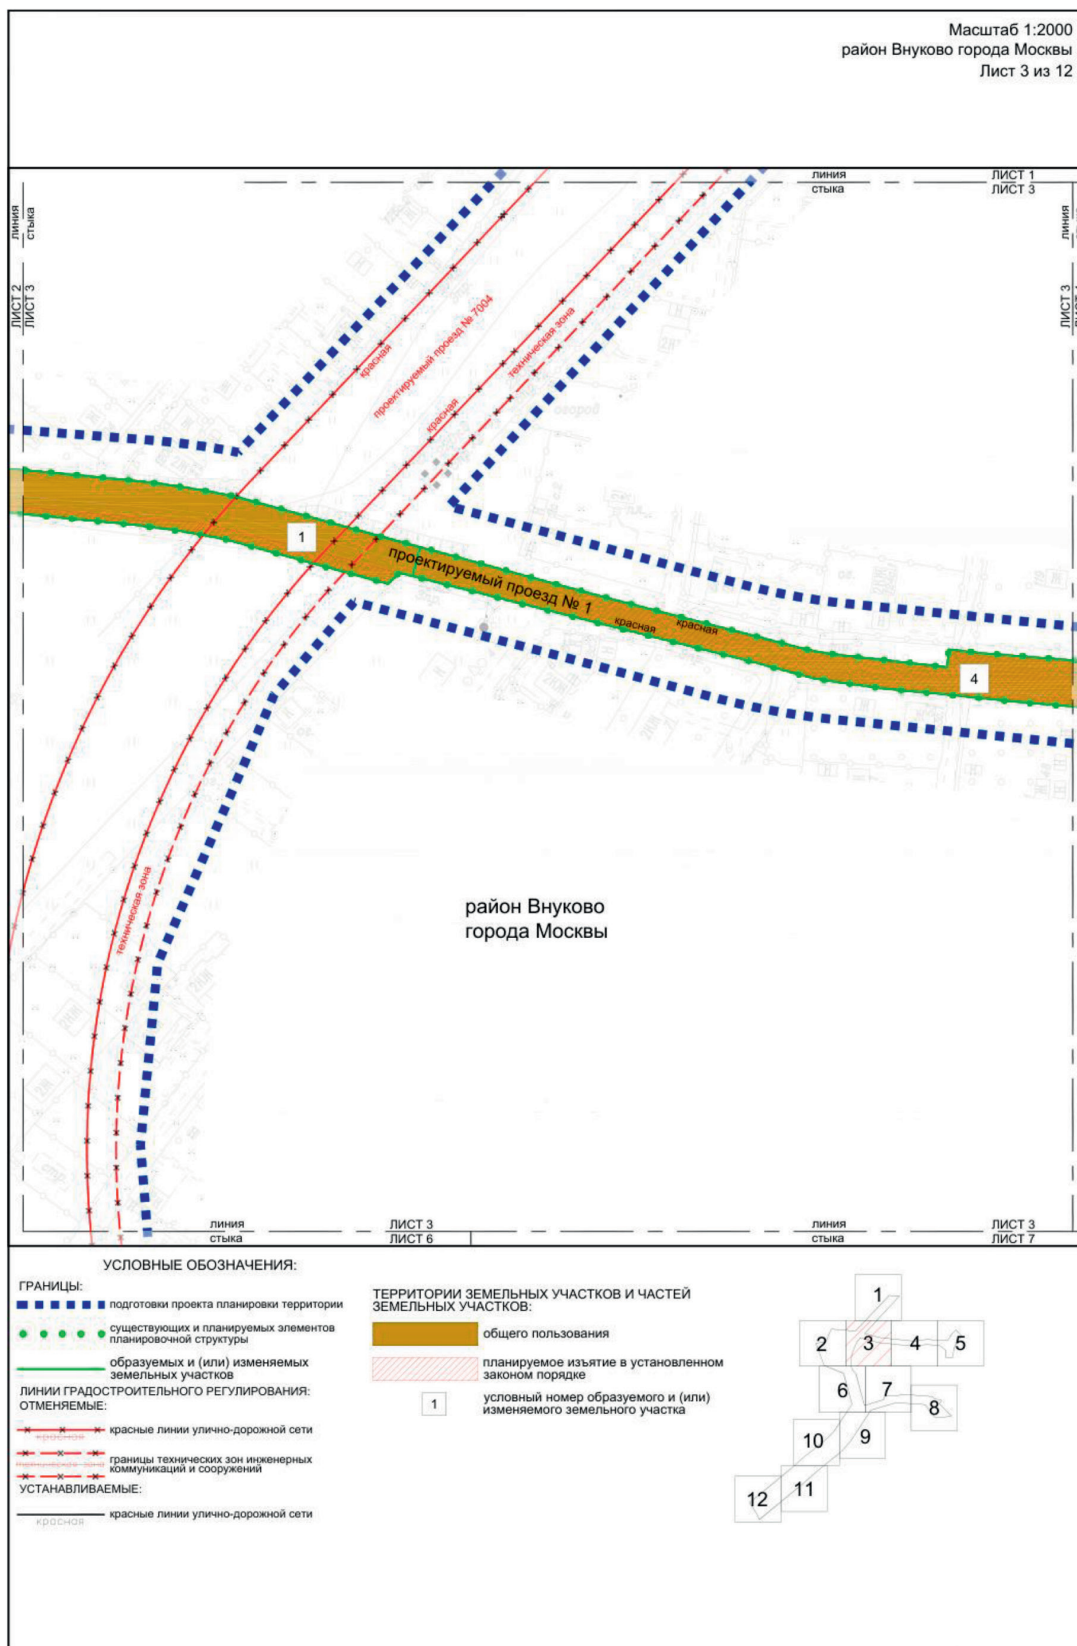 Масштаб 1:2000
район Внуково города Москвы
Лист 3 из 12
линия
стыка
ЛИСТ 1
ЛИСТ 3
линия
стыка
ЛИСТ 2
ЛИСТ 3
линия
ЛИСТ 3
красная
проектируемый проезд № 7004
красная
техническая зона
огород
1
проектируемый проезд № 1
красная
красная
4
техническая зона
район Внуково
города Москвы
линия
стыка
ЛИСТ 3
ЛИСТ 6
линия
стыка
ЛИСТ 3
ЛИСТ 7
УСЛОВНЫЕ ОБОЗНАЧЕНИЯ:
ГРАНИЦЫ:
подготовки проекта планировки территории
существующих и планируемых элементов
планировочной структуры
образуемых и (или) изменяемых
земельных участков
ЛИНИИ ГРАДОСТРОИТЕЛЬНОГО РЕГУЛИРОВАНИЯ:
ОТМЕНЯЕМЫЕ:
красная
красные линии улично-дорожной сети
техническая зона
границы технических зон инженерных
коммуникаций и сооружений
УСТАНАВЛИВАЕМЫЕ:
красная
красные линии улично-дорожной сети
ТЕРРИТОРИИ ЗЕМЕЛЬНЫХ УЧАСТКОВ И ЧАСТЕЙ
ЗЕМЕЛЬНЫХ УЧАСТКОВ:
общего пользования
планируемое изъятие в установленном
законом порядке
1
условный номер образуемого и (или)
изменяемого земельного участка
1
2
3
4
5
6
7
8
9
10
11
12